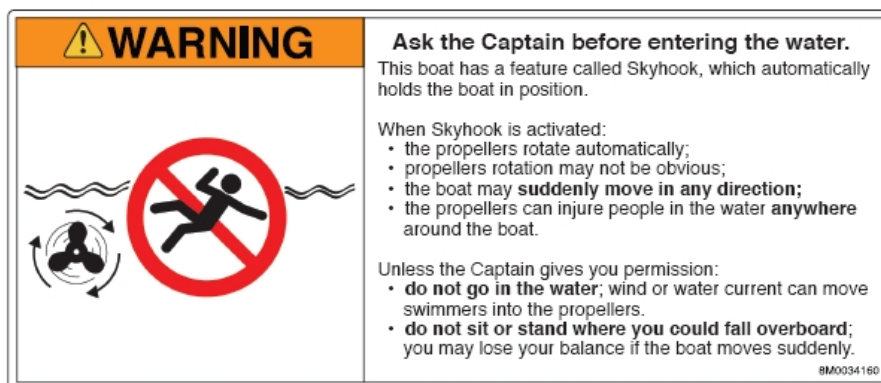 WARNING
Ask the Captain before entering the water.
This boat has a feature called Skyhook, which automatically
holds the boat in position.
When Skyhook is activated:
• the propellers rotate automatically;
• propellers rotation may not be obvious;
• the boat may suddenly move in any direction;
• the propellers can injure people in the water anywhere
around the boat.
Unless the Captain gives you permission:
• do not go in the water; wind or water current can move
swimmers into the propellers.
• do not sit or stand where you could fall overboard;
you may lose your balance if the boat moves suddenly.
8M0034160